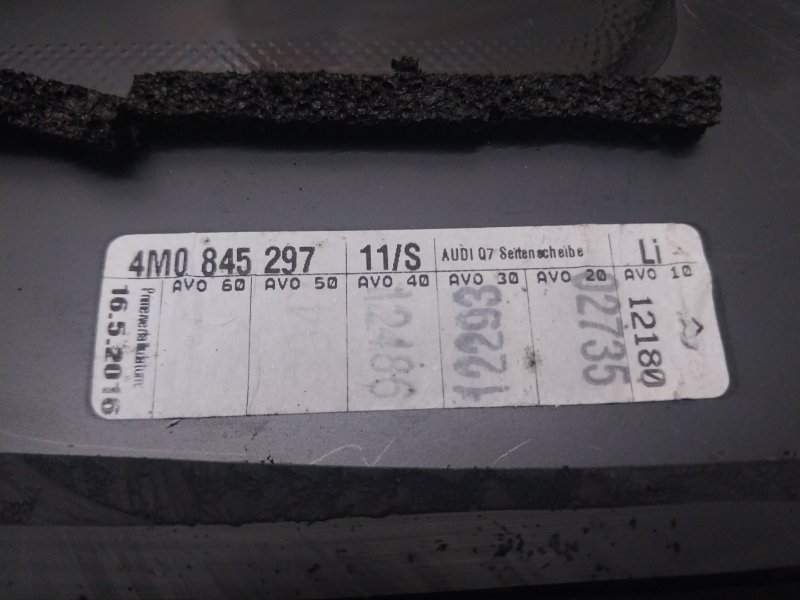 4M0 845 297 11/S AUDI Q7 Seitenscheibe Li
AVO 60 AVO 50 AVO 40 AVO 30 AVO 20 AVO 10
16.5.2016
12486 12293 02735 12180